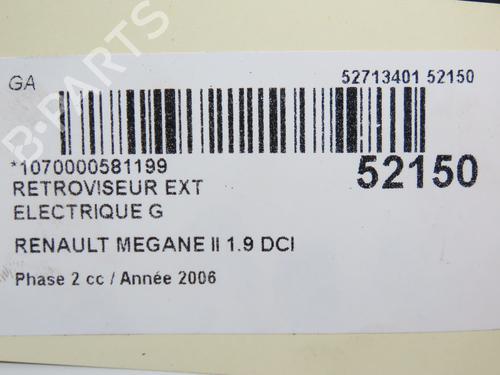 GA
52713401 52150
B-PARTS
*1070000581199
52150
RETROVISEUR EXT
ELECTRIQUE G
RENAULT MEGANE II 1.9 DCI
Phase 2 cc / Année 2006